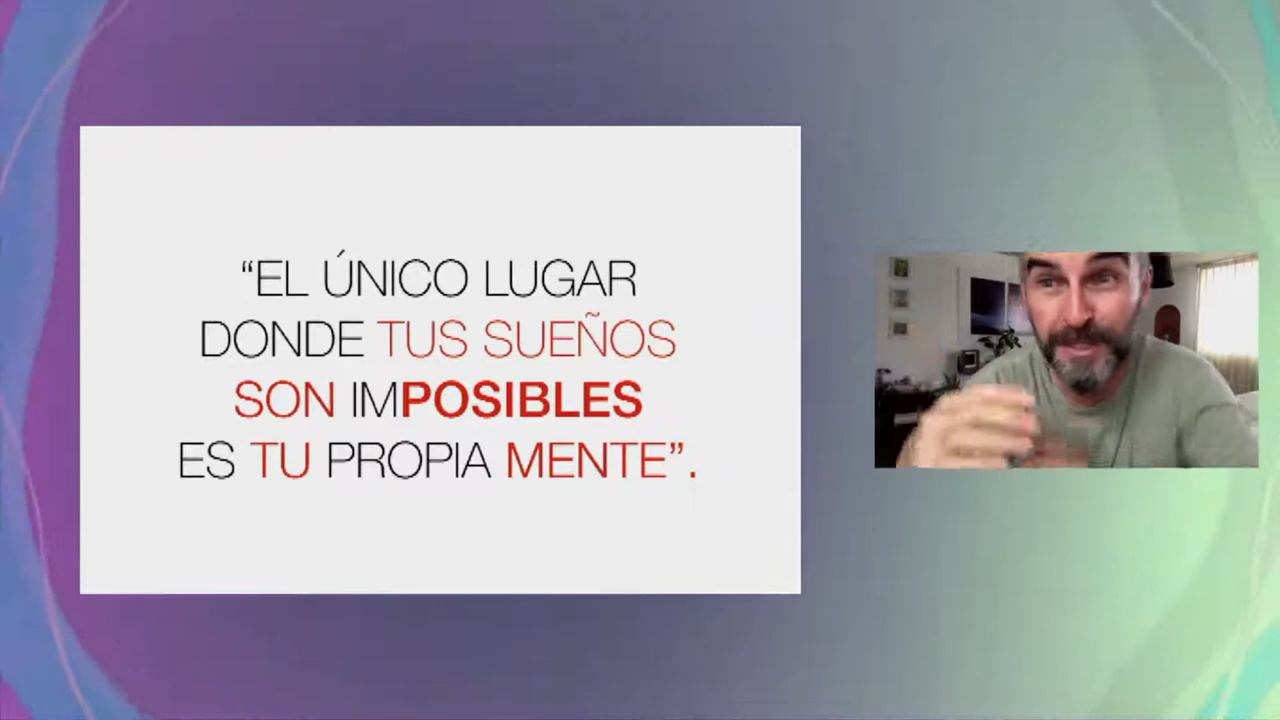 “EL ÚNICO LUGAR
DONDE TUS SUEÑOS
SON IMPOSIBLES
ES TU PROPIA MENTE”.